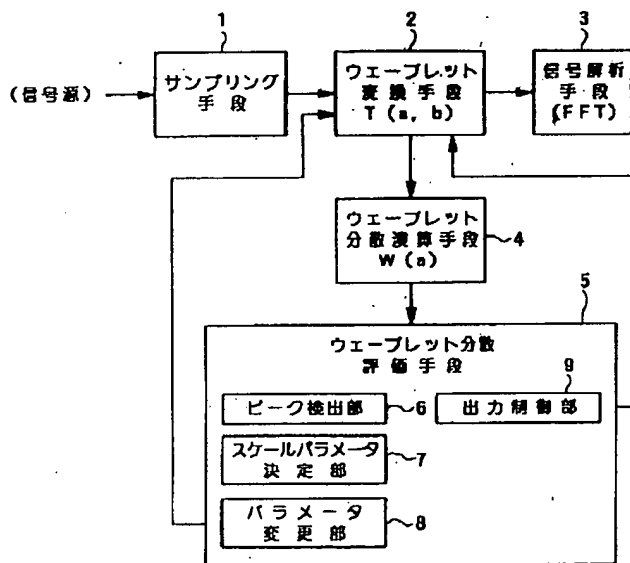 1
2
3
(信号源)
サンプリング
手段
ウェーブレット
変換手段
T(a, b)
信号解析
手段
(FFT)
ウェーブレット
分散演算手段
W(a)
4
5
ウェーブレット分散
評価手段
ピーク検出部
6
9
出力制御部
スケールパラメータ
決定部
7
パラメータ
変更部
8